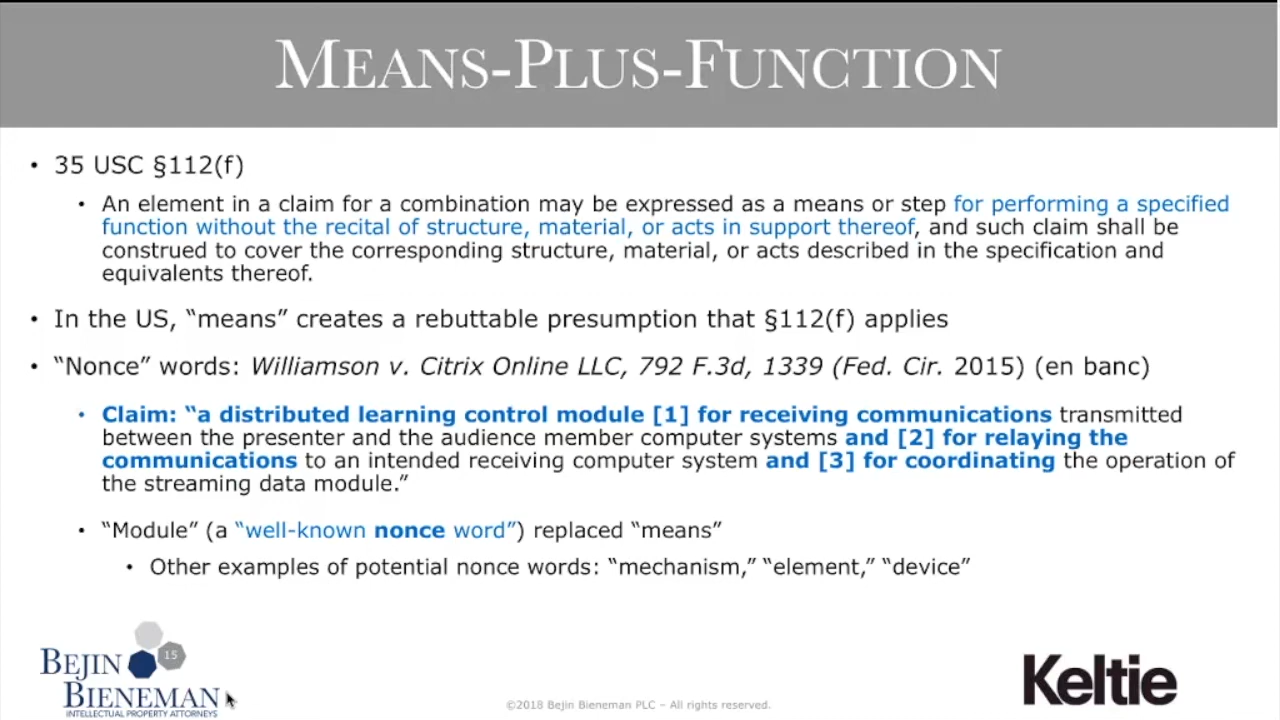 MEANS-PLUS-FUNCTION
• 35 USC §112(f)
• An element in a claim for a combination may be expressed as a means or step for performing a specified
function without the recital of structure, material, or acts in support thereof, and such claim shall be
construed to cover the corresponding structure, material, or acts described in the specification and
equivalents thereof.
• In the US, “means” creates a rebuttable presumption that §112(f) applies
• “Nonce” words: Williamson v. Citrix Online LLC, 792 F.3d, 1339 (Fed. Cir. 2015) (en banc)
• Claim: “a distributed learning control module [1] for receiving communications transmitted
between the presenter and the audience member computer systems and [2] for relaying the
communications to an intended receiving computer system and [3] for coordinating the operation of
the streaming data module.”
• “Module” (a “well-known nonce word”) replaced “means”
• Other examples of potential nonce words: “mechanism,” “element,” “device”
15
BEJIN
BIENEMAN
INTELLECTUAL PROPERTY ATTORNEYS
©2018 Bejin Bieneman PLC – All rights reserved.
Keltie